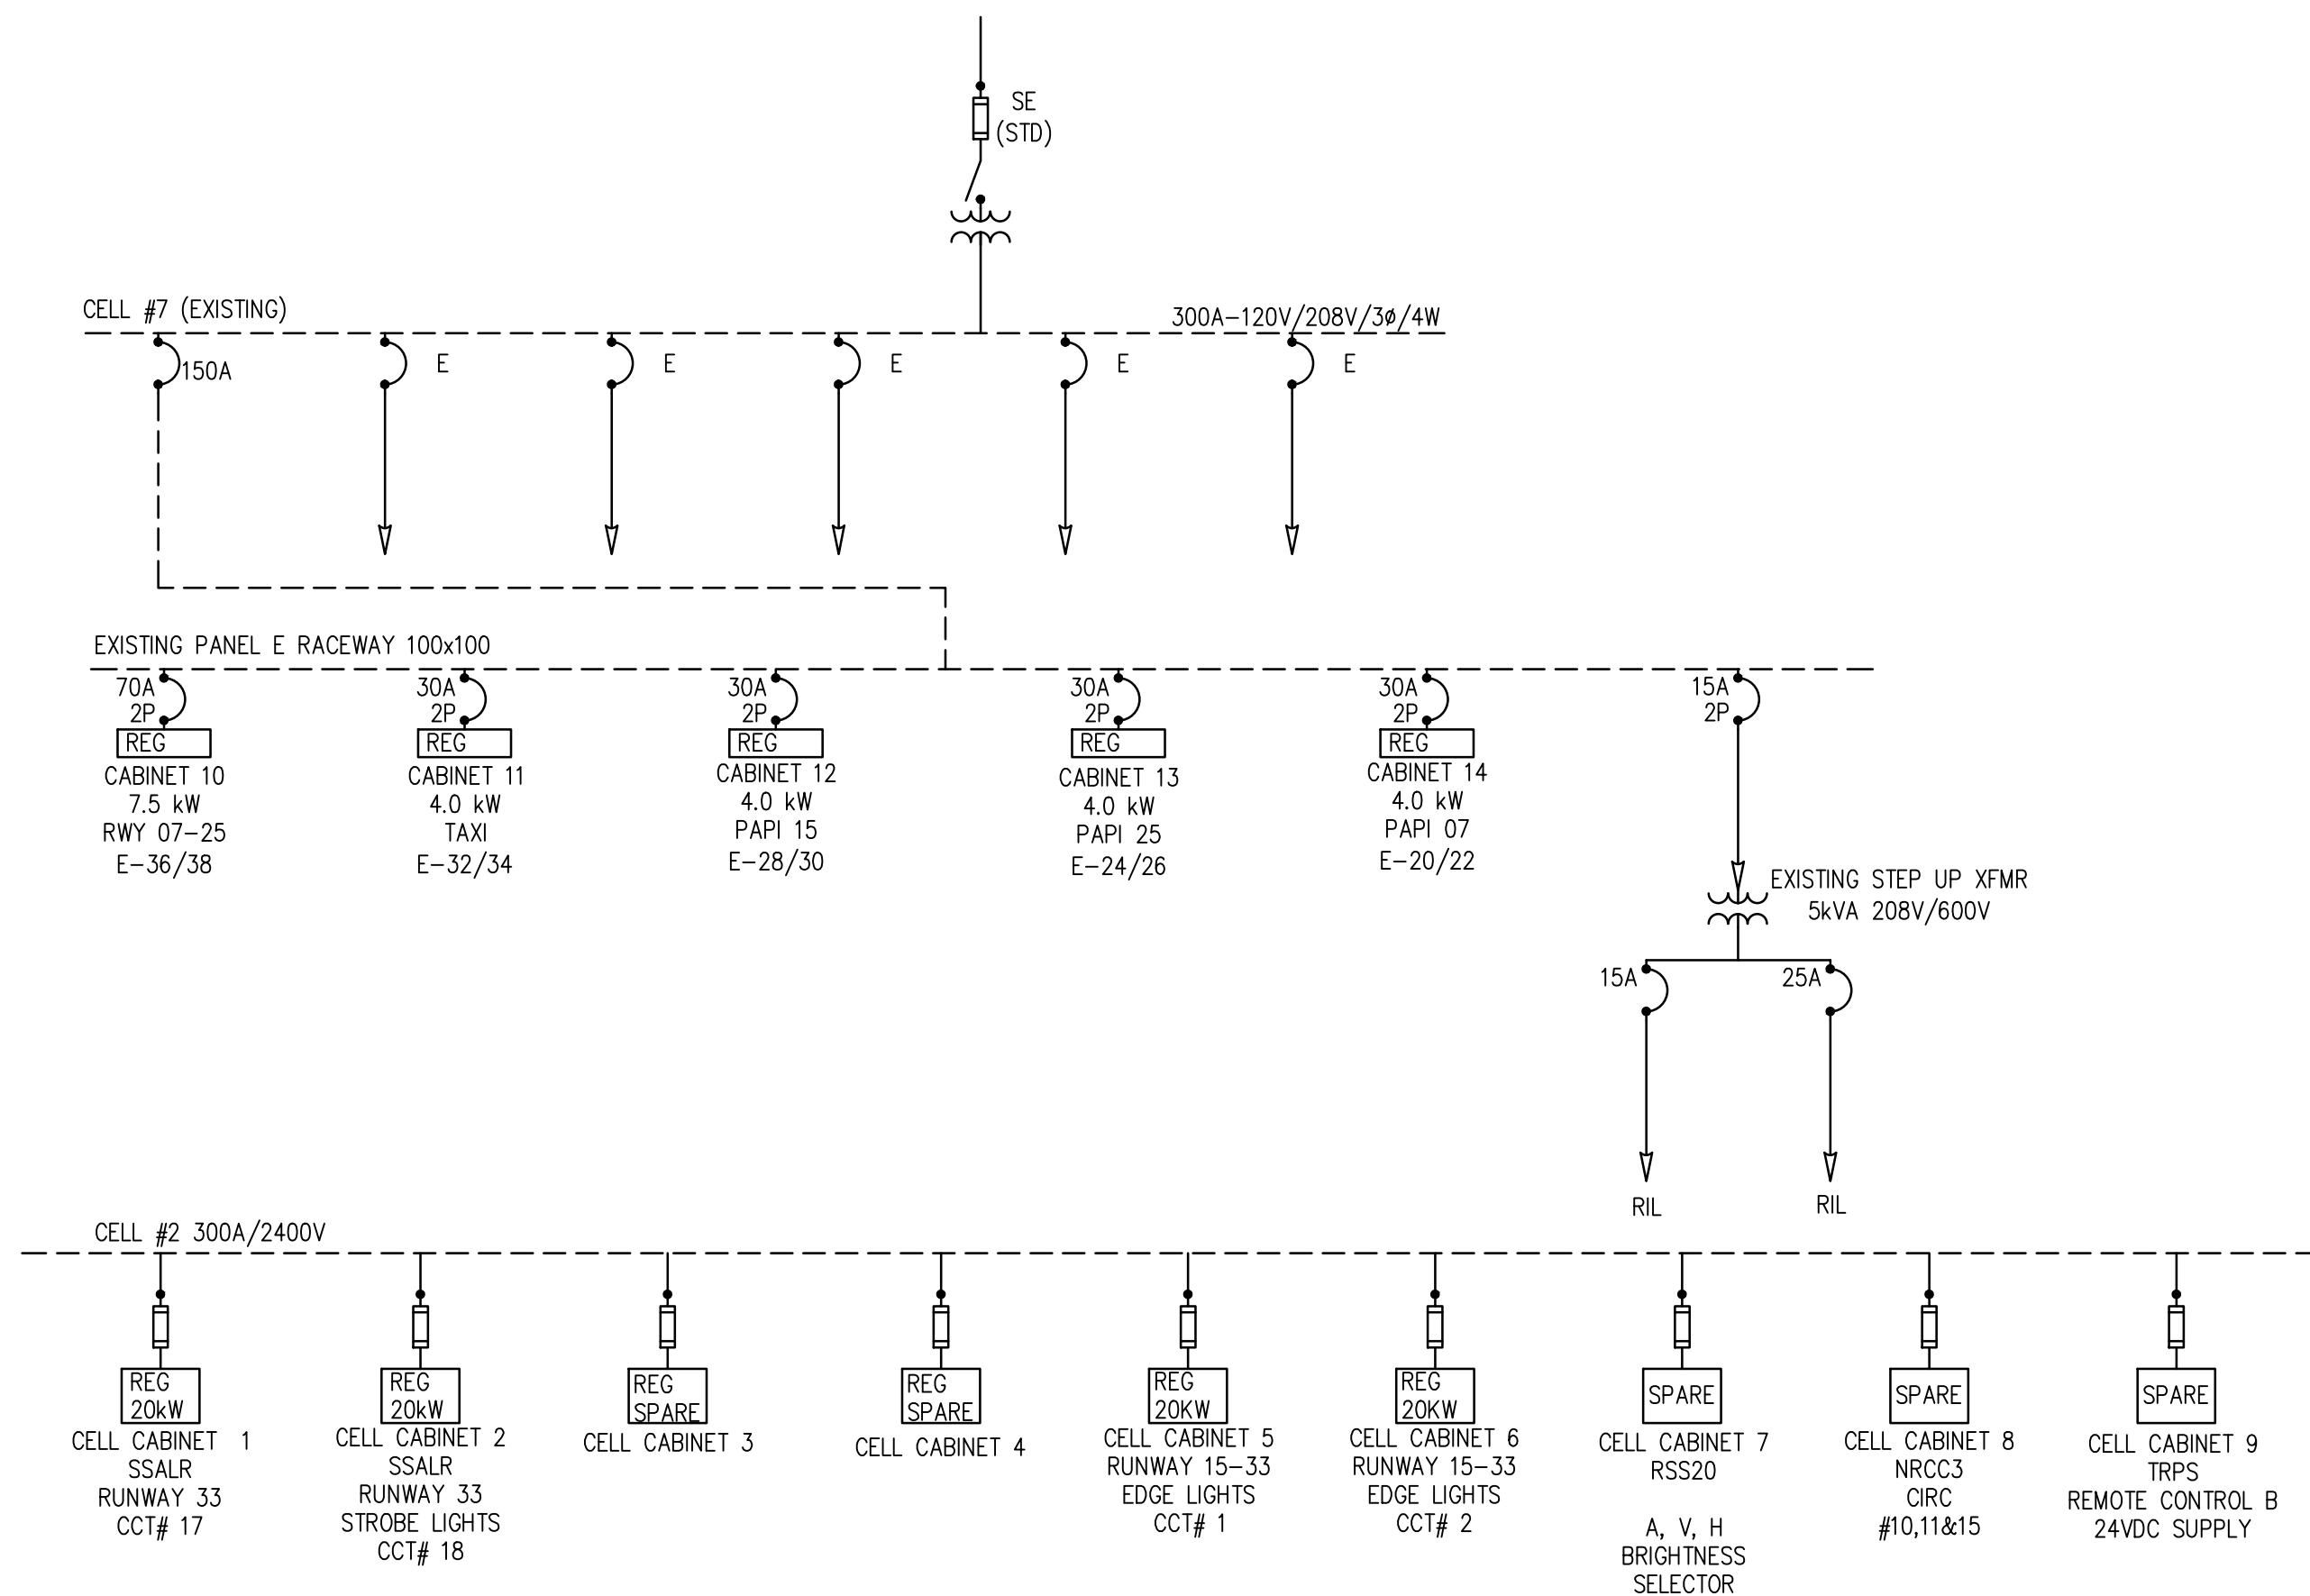 SE
(STD)
CELL #7 (EXISTING)
300A-120V/208V/3ø/4W
150A
E
E
E
E
E
EXISTING PANEL E RACEWAY 100x100
70A
2P
REG
CABINET 10
7.5 kW
RWY 07-25
E-36/38
30A
2P
REG
CABINET 11
4.0 kW
TAXI
E-32/34
30A
2P
REG
CABINET 12
4.0 kW
PAPI 15
E-28/30
30A
2P
REG
CABINET 13
4.0 kW
PAPI 25
E-24/26
30A
2P
REG
CABINET 14
4.0 kW
PAPI 07
E-20/22
15A
2P
EXISTING STEP UP XFMR
5kVA 208V/600V
15A
25A
RIL
RIL
CELL #2 300A/2400V
REG
20kW
CELL CABINET 1
SSALR
RUNWAY 33
CCT# 17
REG
20kW
CELL CABINET 2
SSALR
RUNWAY 33
STROBE LIGHTS
CCT# 18
REG
SPARE
CELL CABINET 3
REG
SPARE
CELL CABINET 4
REG
20KW
CELL CABINET 5
RUNWAY 15-33
EDGE LIGHTS
CCT# 1
REG
20KW
CELL CABINET 6
RUNWAY 15-33
EDGE LIGHTS
CCT# 2
SPARE
CELL CABINET 7
RSS20
A, V, H
BRIGHTNESS
SELECTOR
SPARE
CELL CABINET 8
NRCC3
CIRC
#10,11&15
SPARE
CELL CABINET 9
TRPS
REMOTE CONTROL B
24VDC SUPPLY